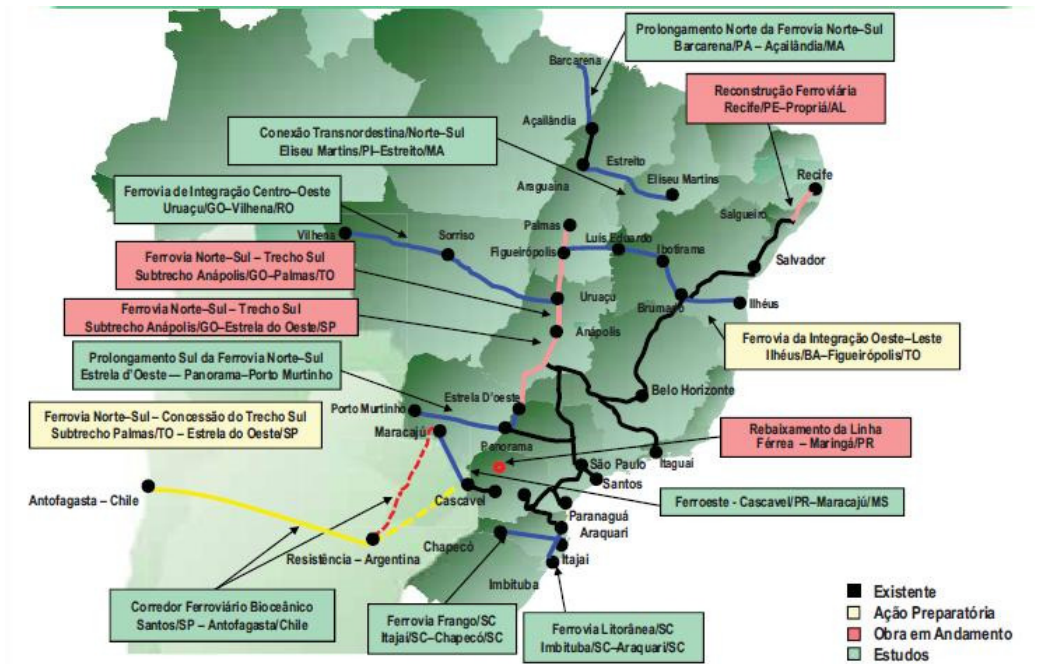 Prolongamento Norte da Ferrovia Norte–Sul
Barcarena/PA – Açailândia/MA
Barcarena
Reconstrução Ferroviária
Recife/PE–Propriá/AL
Açailândia
Conexão Transnordestina/Norte–Sul
Eliseu Martins/PI–Estreito/MA
Estreito
Eliseu Martins
Recife
Araguaina
Ferrovia de Integração Centro–Oeste
Uruaçu/GO–Vilhena/RO
Salgueiro
Palmas
Vilhena
Sorriso
Figueirópolis
Luís Eduardo
Ibotirama
Salvador
Ferrovia Norte–Sul – Trecho Sul
Subtrecho Anápolis/GO–Palmas/TO
Uruaçu
Brumado
Ilhéus
Ferrovia Norte–Sul – Trecho Sul
Subtrecho Anápolis/GO–Estrela do Oeste/SP
Anápolis
Ferrovia da Integração Oeste–Leste
Ilhéus/BA–Figueirópolis/TO
Prolongamento Sul da Ferrovia Norte–Sul
Estrela d'Oeste — Panorama–Porto Murtinho
Belo Horizonte
Estrela D'oeste
Porto Murtinho
Ferrovia Norte–Sul – Concessão do Trecho Sul
Subtrecho Palmas/TO – Estrela do Oeste/SP
Maracajú
Panorama
Rebaixamento da Linha
Férrea – Maringá/PR
São Paulo
Itaguaí
Santos
Antofagasta – Chile
Cascavel
Ferroeste - Cascavel/PR–Maracajú/MS
Paranaguá
Araquari
Resistência – Argentina
Chapecó
Itajaí
Imbituba
Corredor Ferroviário Bioceânico
Santos/SP – Antofagasta/Chile
Ferrovia Frango/SC
Itajaí/SC–Chapecó/SC
Ferrovia Litorânea/SC
Imbituba/SC–Araquari/SC
Existente
Ação Preparatória
Obra em Andamento
Estudos